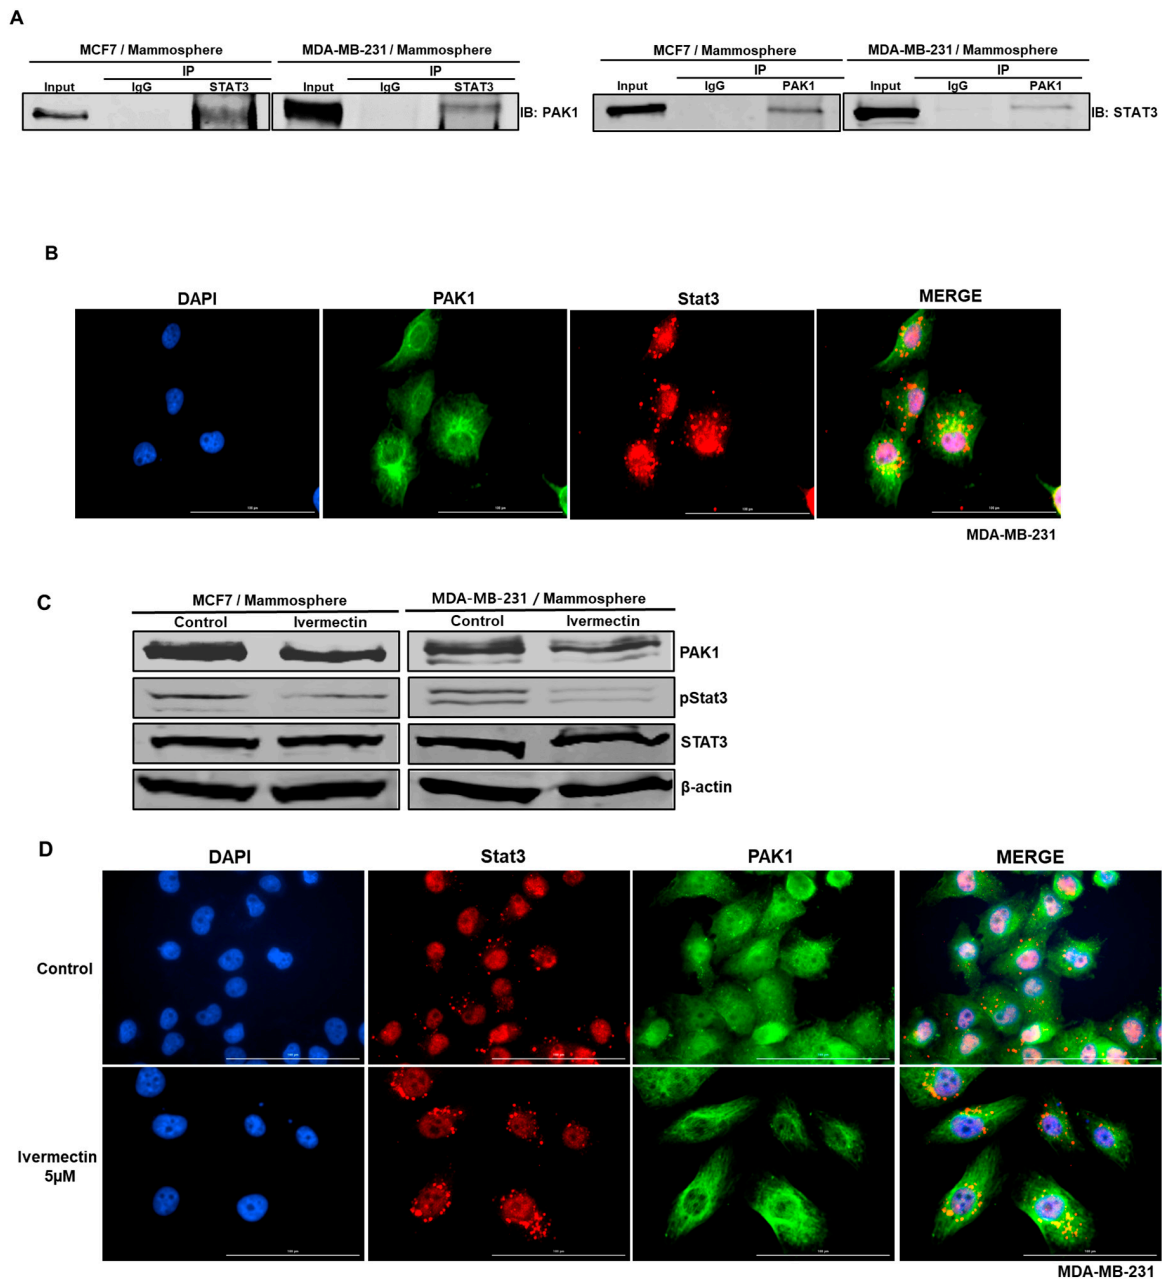 A
MCF7 / Mammosphere
MDA-MB-231 / Mammosphere
IP
IP
Input
IgG
STAT3
Input
IgG
STAT3
IB: PAK1
MCF7 / Mammosphere
MDA-MB-231 / Mammosphere
IP
IP
Input
IgG
PAK1
Input
IgG
PAK1
IB: STAT3
B
DAPI
PAK1
Stat3
MERGE
MDA-MB-231
C
MCF7 / Mammosphere
MDA-MB-231 / Mammosphere
Control
Ivermectin
Control
Ivermectin
PAK1
pStat3
STAT3
β-actin
D
DAPI
Stat3
PAK1
MERGE
Control
Ivermectin
5μM
MDA-MB-231